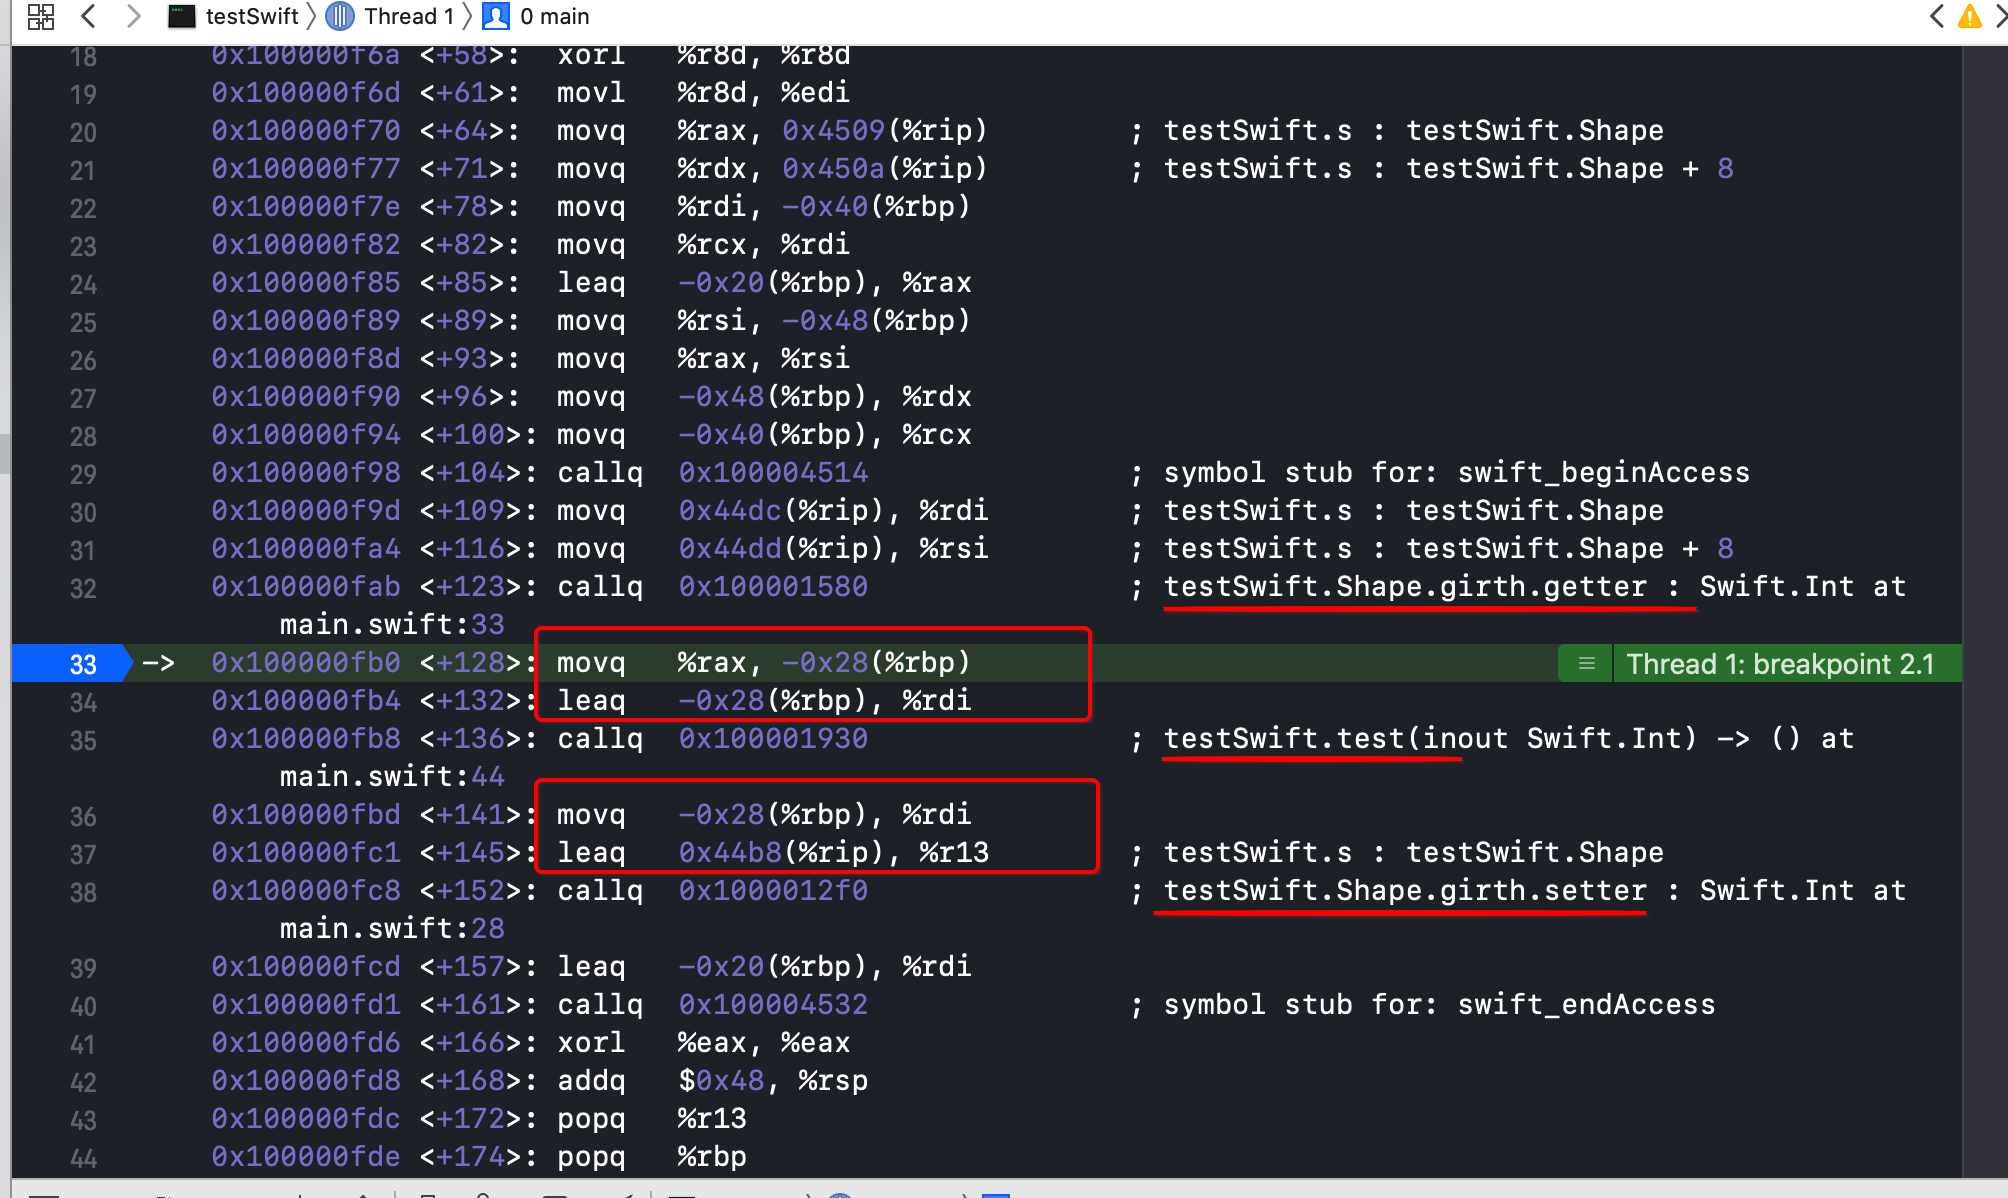 testSwift 〉 Thread 1 〉 0 main
18 0x100000f6a <+58>: xorl %r8d, %r8d
19 0x100000f6d <+61>: movl %r8d, %edi
20 0x100000f70 <+64>: movq %rax, 0x4509(%rip) ; testSwift.s : testSwift.Shape
21 0x100000f77 <+71>: movq %rdx, 0x450a(%rip) ; testSwift.s : testSwift.Shape + 8
22 0x100000f7e <+78>: movq %rdi, -0x40(%rbp)
23 0x100000f82 <+82>: movq %rcx, %rdi
24 0x100000f85 <+85>: leaq -0x20(%rbp), %rax
25 0x100000f89 <+89>: movq %rsi, -0x48(%rbp)
26 0x100000f8d <+93>: movq %rax, %rsi
27 0x100000f90 <+96>: movq -0x48(%rbp), %rdx
28 0x100000f94 <+100>: movq -0x40(%rbp), %rcx
29 0x100000f98 <+104>: callq 0x100004514 ; symbol stub for: swift_beginAccess
30 0x100000f9d <+109>: movq 0x44dc(%rip), %rdi ; testSwift.s : testSwift.Shape
31 0x100000fa4 <+116>: movq 0x44dd(%rip), %rsi ; testSwift.s : testSwift.Shape + 8
32 0x100000fab <+123>: callq 0x100001580 ; testSwift.Shape.girth.getter : Swift.Int at
main.swift:33
33 -> 0x100000fb0 <+128>: movq %rax, -0x28(%rbp) Thread 1: breakpoint 2.1
34 0x100000fb4 <+132>: leaq -0x28(%rbp), %rdi
35 0x100000fb8 <+136>: callq 0x100001930 ; testSwift.test(inout Swift.Int) -> () at
main.swift:44
36 0x100000fbd <+141>: movq -0x28(%rbp), %rdi
37 0x100000fc1 <+145>: leaq 0x44b8(%rip), %r13 ; testSwift.s : testSwift.Shape
38 0x100000fc8 <+152>: callq 0x1000012f0 ; testSwift.Shape.girth.setter : Swift.Int at
main.swift:28
39 0x100000fcd <+157>: leaq -0x20(%rbp), %rdi
40 0x100000fd1 <+161>: callq 0x100004532 ; symbol stub for: swift_endAccess
41 0x100000fd6 <+166>: xorl %eax, %eax
42 0x100000fd8 <+168>: addq $0x48, %rsp
43 0x100000fdc <+172>: popq %r13
44 0x100000fde <+174>: popq %rbp